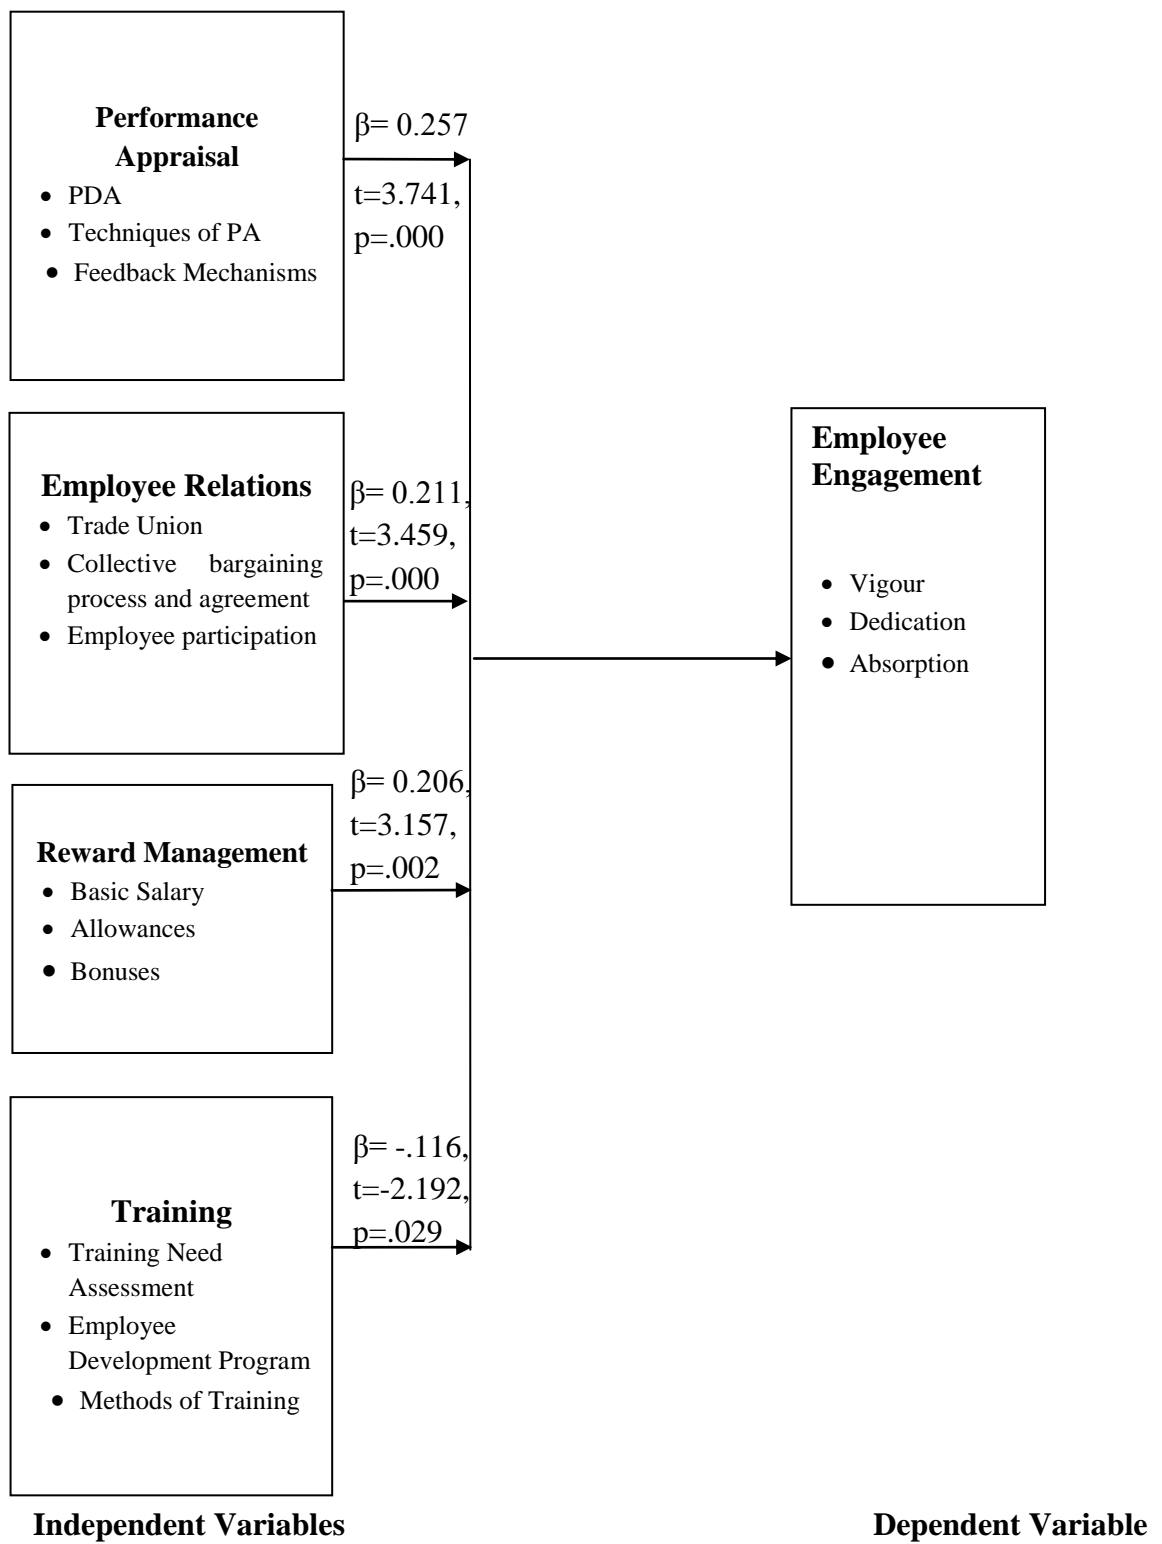 Performance
Appraisal
• PDA
• Techniques of PA
• Feedback Mechanisms
β= 0.257
t=3.741,
p=.000
Employee Relations
• Trade Union
• Collective bargaining
process and agreement
• Employee participation
β= 0.211,
t=3.459,
p=.000
Reward Management
• Basic Salary
• Allowances
• Bonuses
β= 0.206,
t=3.157,
p=.002
Training
• Training Need
Assessment
• Employee
Development Program
• Methods of Training
β= -.116,
t=-2.192,
p=.029
Employee
Engagement
• Vigour
• Dedication
• Absorption
Independent Variables
Dependent Variable